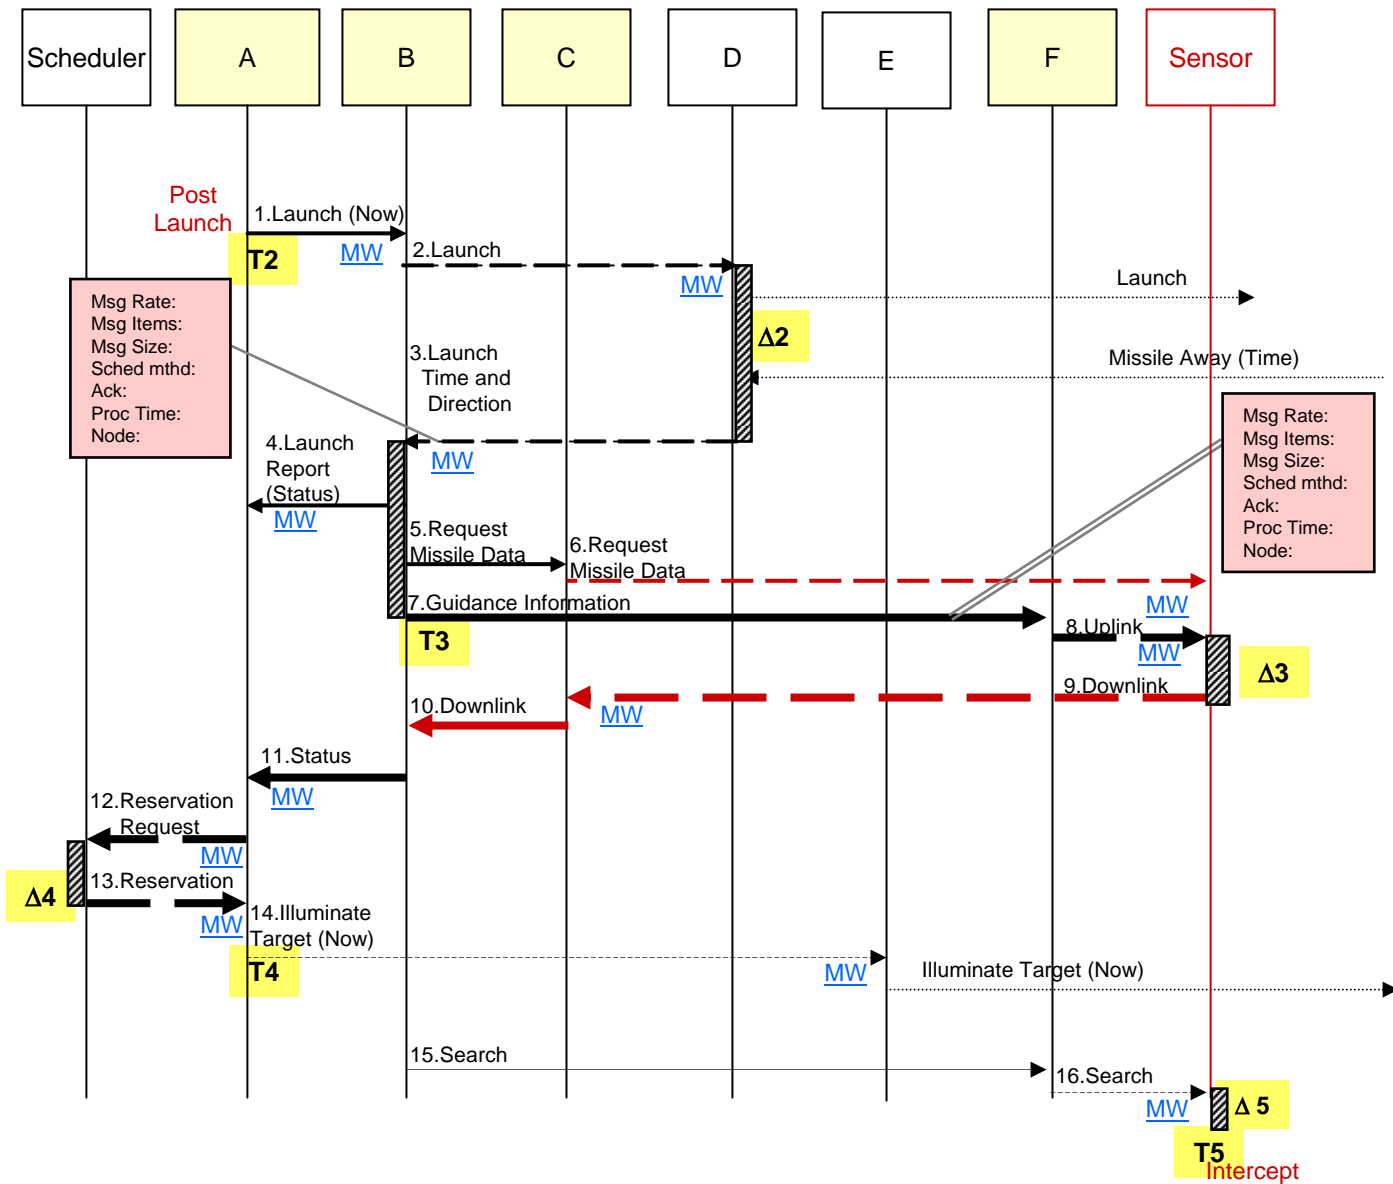 Scheduler
A
B
C
D
E
F
Sensor
Post
Launch
1.Launch (Now)
T2
MW
2.Launch
MW
Launch
Δ2
Msg Rate:
Msg Items:
Msg Size:
Sched mthd:
Ack:
Proc Time:
Node:
3.Launch
Time and
Direction
Missile Away (Time)
MW
Msg Rate:
Msg Items:
Msg Size:
Sched mthd:
Ack:
Proc Time:
Node:
4.Launch
Report
(Status)
MW
5.Request
Missile Data
6.Request
Missile Data
MW
7.Guidance Information
T3
8.Uplink
MW
Δ3
9.Downlink
MW
10.Downlink
11.Status
MW
12.Reservation
Request
MW
Δ4
13.Reservation
MW
14.Illuminate
Target (Now)
T4
MW
Illuminate Target (Now)
15.Search
16.Search
MW
Δ 5
T5
Intercept